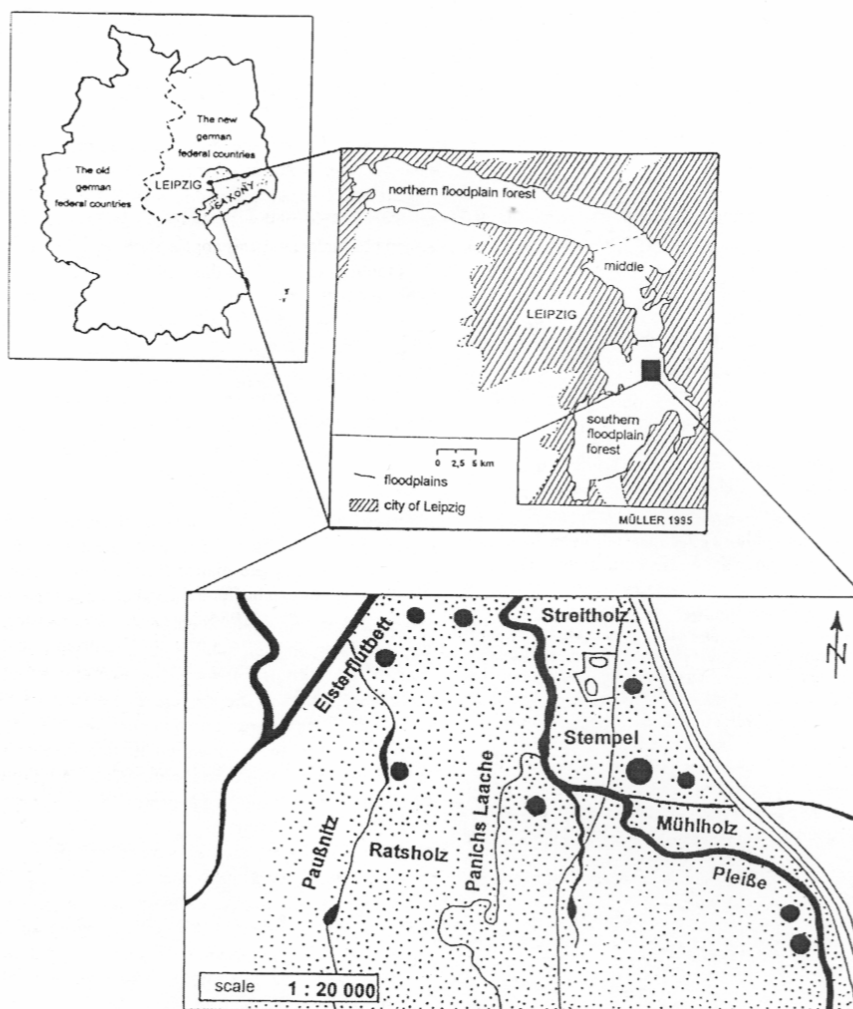 The new
german
federal countries
The old
german
federal countries
LEIPZIG
SAXONY
northern floodplain forest
middle
LEIPZIG
southern
floodplain
forest
0 2,5 5 km
floodplains
city of Leipzig
MÜLLER 1995
Elsterflutbett
Streitholz
N
Stempel
Panichs Laache
Paußnitz
Ratsholz
Mühlholz
Pleiße
scale 1 : 20 000